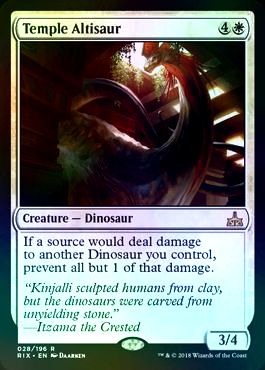 Temple Altisaur 4
Creature — Dinosaur
If a source would deal damage
to another Dinosaur you control,
prevent all but 1 of that damage.
“Kinjalli sculpted humans from clay,
but the dinosaurs were carved from
unyielding stone.”
—Itzama the Crested
3/4
028/196 R
RIX • EN DAARKEN
™ & © 2018 Wizards of the Coast